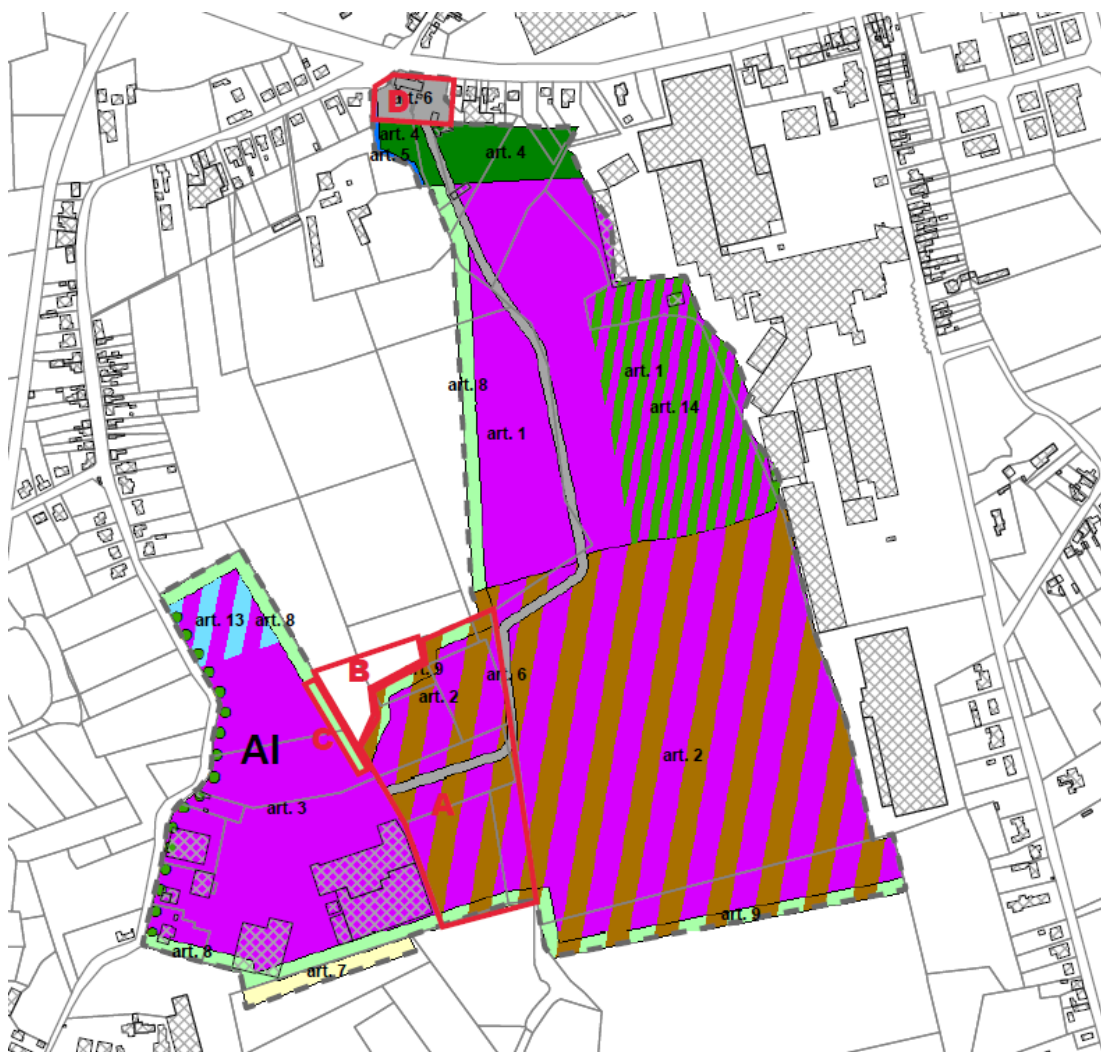 art. 6
D
art. 4
art. 4
art. 5
art. 1
art. 8
art. 14
art. 1
art. 13
art. 8
B
art. 9
art. 6
art. 2
C
AI
art. 2
art. 3
A
art. 9
art. 8
art. 7